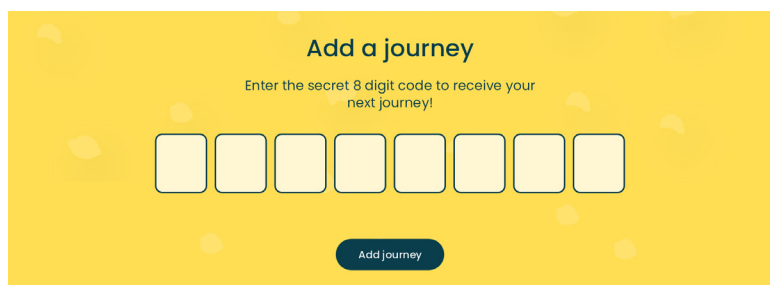 Add a journey
Enter the secret 8 digit code to receive your
next journey!
Add journey